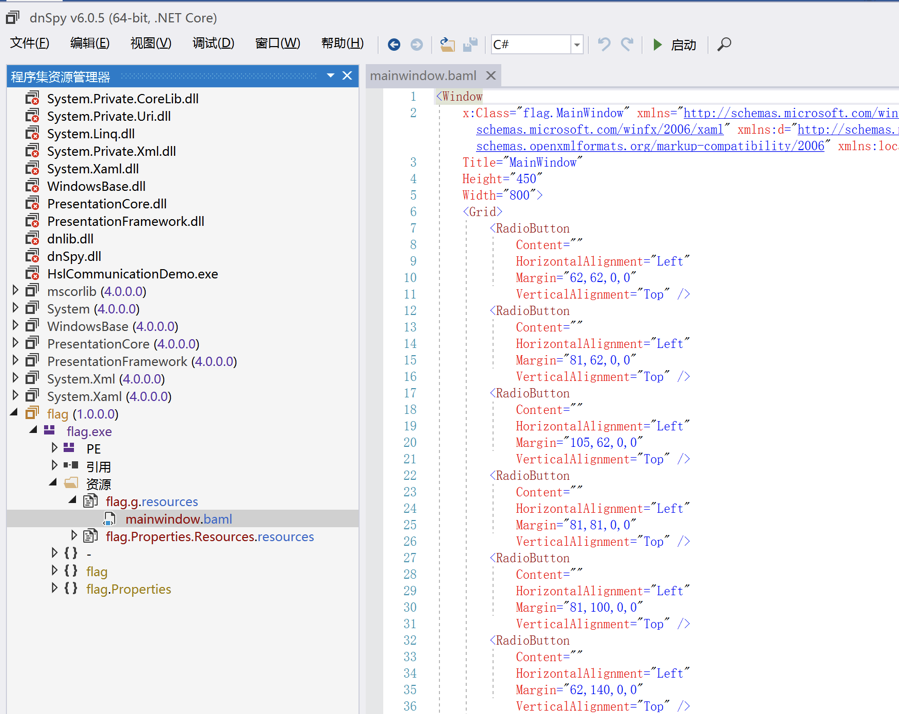 dnSpy v6.0.5 (64-bit, .NET Core)
文件(F) 编辑(E) 视图(V) 调试(D) 窗口(W) 帮助(H) C# 启动
程序集资源管理器
System.Private.CoreLib.dll
System.Private.Uri.dll
System.Linq.dll
System.Private.Xml.dll
System.Xaml.dll
WindowsBase.dll
PresentationCore.dll
PresentationFramework.dll
dnlib.dll
dnSpy.dll
HslCommunicationDemo.exe
mscorlib (4.0.0.0)
System (4.0.0.0)
WindowsBase (4.0.0.0)
PresentationCore (4.0.0.0)
PresentationFramework (4.0.0.0)
System.Xml (4.0.0.0)
System.Xaml (4.0.0.0)
flag (1.0.0.0)
flag.exe
PE
引用
资源
flag.g.resources
mainwindow.baml
flag.Properties.Resources.resources
{ } -
{ } flag
{ } flag.Properties
mainwindow.baml
1 <Window
2 x:Class="flag.MainWindow" xmlns="http://schemas.microsoft.com/win
schemas.microsoft.com/winfx/2006/xaml" xmlns:d="http://schemas.
schemas.openxmlformats.org/markup-compatibility/2006" xmlns:loc
3 Title="MainWindow"
4 Height="450"
5 Width="800">
6 <Grid>
7 <RadioButton
8 Content=""
9 HorizontalAlignment="Left"
10 Margin="62,62,0,0"
11 VerticalAlignment="Top" />
12 <RadioButton
13 Content=""
14 HorizontalAlignment="Left"
15 Margin="81,62,0,0"
16 VerticalAlignment="Top" />
17 <RadioButton
18 Content=""
19 HorizontalAlignment="Left"
20 Margin="105,62,0,0"
21 VerticalAlignment="Top" />
22 <RadioButton
23 Content=""
24 HorizontalAlignment="Left"
25 Margin="81,81,0,0"
26 VerticalAlignment="Top" />
27 <RadioButton
28 Content=""
29 HorizontalAlignment="Left"
30 Margin="81,100,0,0"
31 VerticalAlignment="Top" />
32 <RadioButton
33 Content=""
34 HorizontalAlignment="Left"
35 Margin="62,140,0,0"
36 VerticalAlignment="Top" />